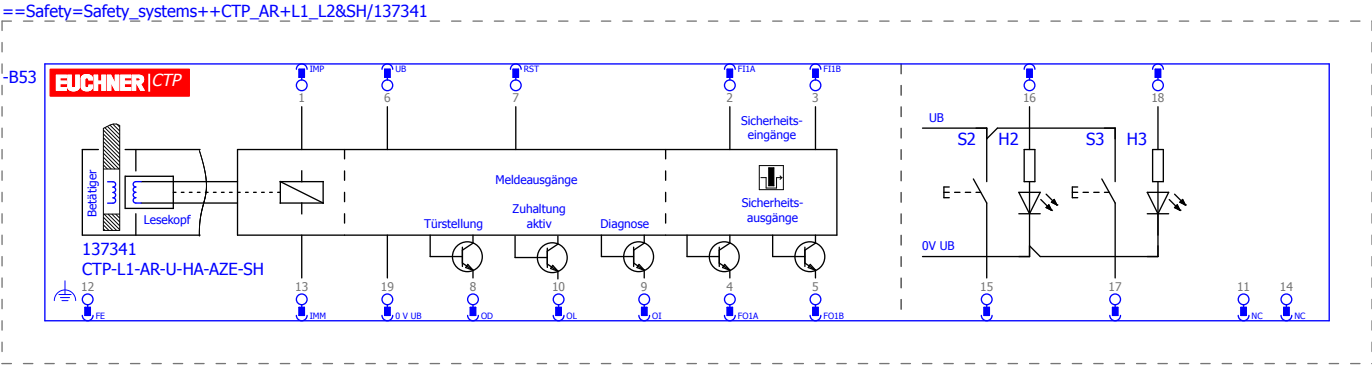 ==Safety=Safety_systems++CTP_AR+L1_L2&SH/137341
-B53
EUCHNER|CTP
IMP
UB
RST
FI1A
FI1B
1
6
7
2
3
16
18
Sicherheits-
eingänge
UB
S2
H2
S3
H3
Betätiger
Lesekopf
Meldeausgänge
Türstellung
Zuhaltung
aktiv
Diagnose
Sicherheits-
ausgänge
E
E
0V UB
137341
CTP-L1-AR-U-HA-AZE-SH
12
13
19
8
10
9
4
5
15
17
11
14
FE
IMM
0 V UB
OD
OL
OI
FO1A
FO1B
NC
NC